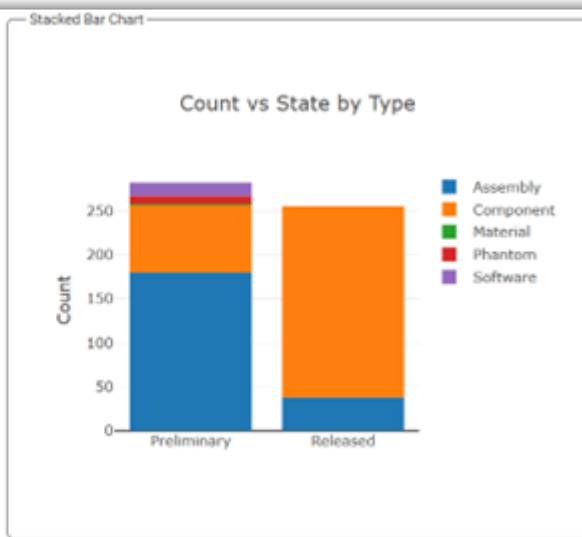 Stacked Bar Chart
Count vs State by Type
Assembly
Component
Material
Phantom
Software
250
200
150
100
50
0
Count
Preliminary Released